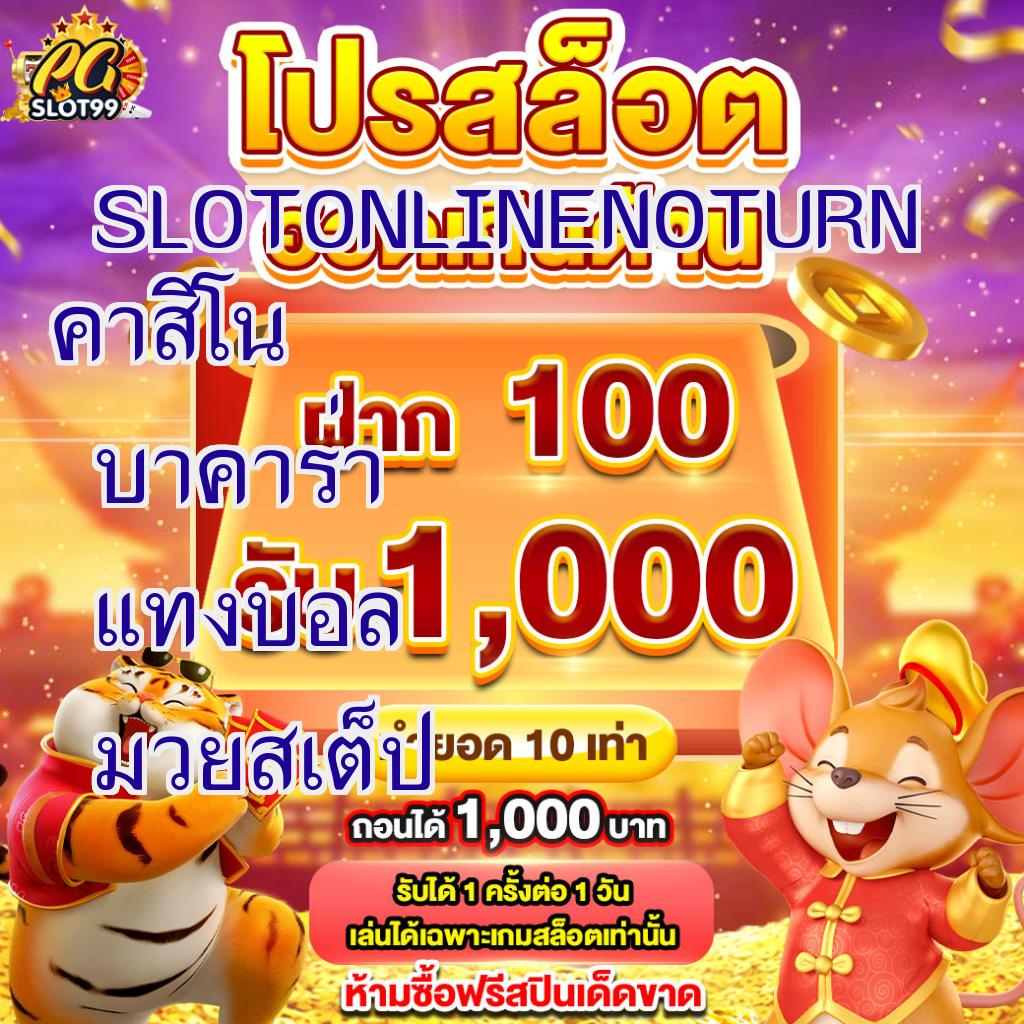 PG
SLOT99
โปรสล็อต
SLOTONLINENOTURN
คาสิโน
ฝาก 100
บาคาร่า
รับ 1,000
แทงบอล
มวยสเต็ป
ทำยอด 10 เท่า
ถอนได้ 1,000 บาท
รับได้ 1 ครั้งต่อ 1 วัน
เล่นได้เฉพาะเกมสล็อตเท่านั้น
ห้ามซื้อฟรีสปินเด็ดขาด